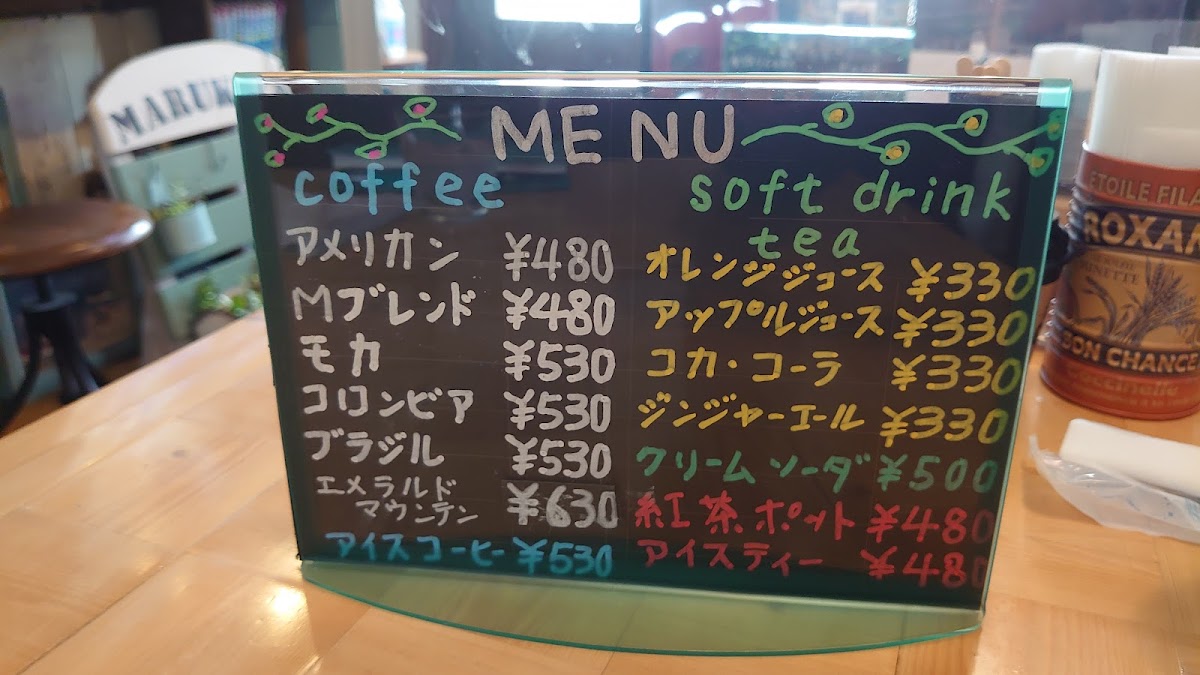 MENU
coffee
アメリカン ¥480
Mブレンド ¥480
モカ ¥530
コロンビア ¥530
ブラジル ¥530
エメラルド
マウンテン ¥630
アイスコーヒー ¥530
soft drink
tea
オレンジジュース ¥330
アップルジュース ¥330
コカ・コーラ ¥330
ジンジャーエール ¥330
クリームソーダ ¥500
紅茶ポット ¥480
アイスティー ¥480
MARUK
ETOILE FILA
ROXAN
BON CHANCE